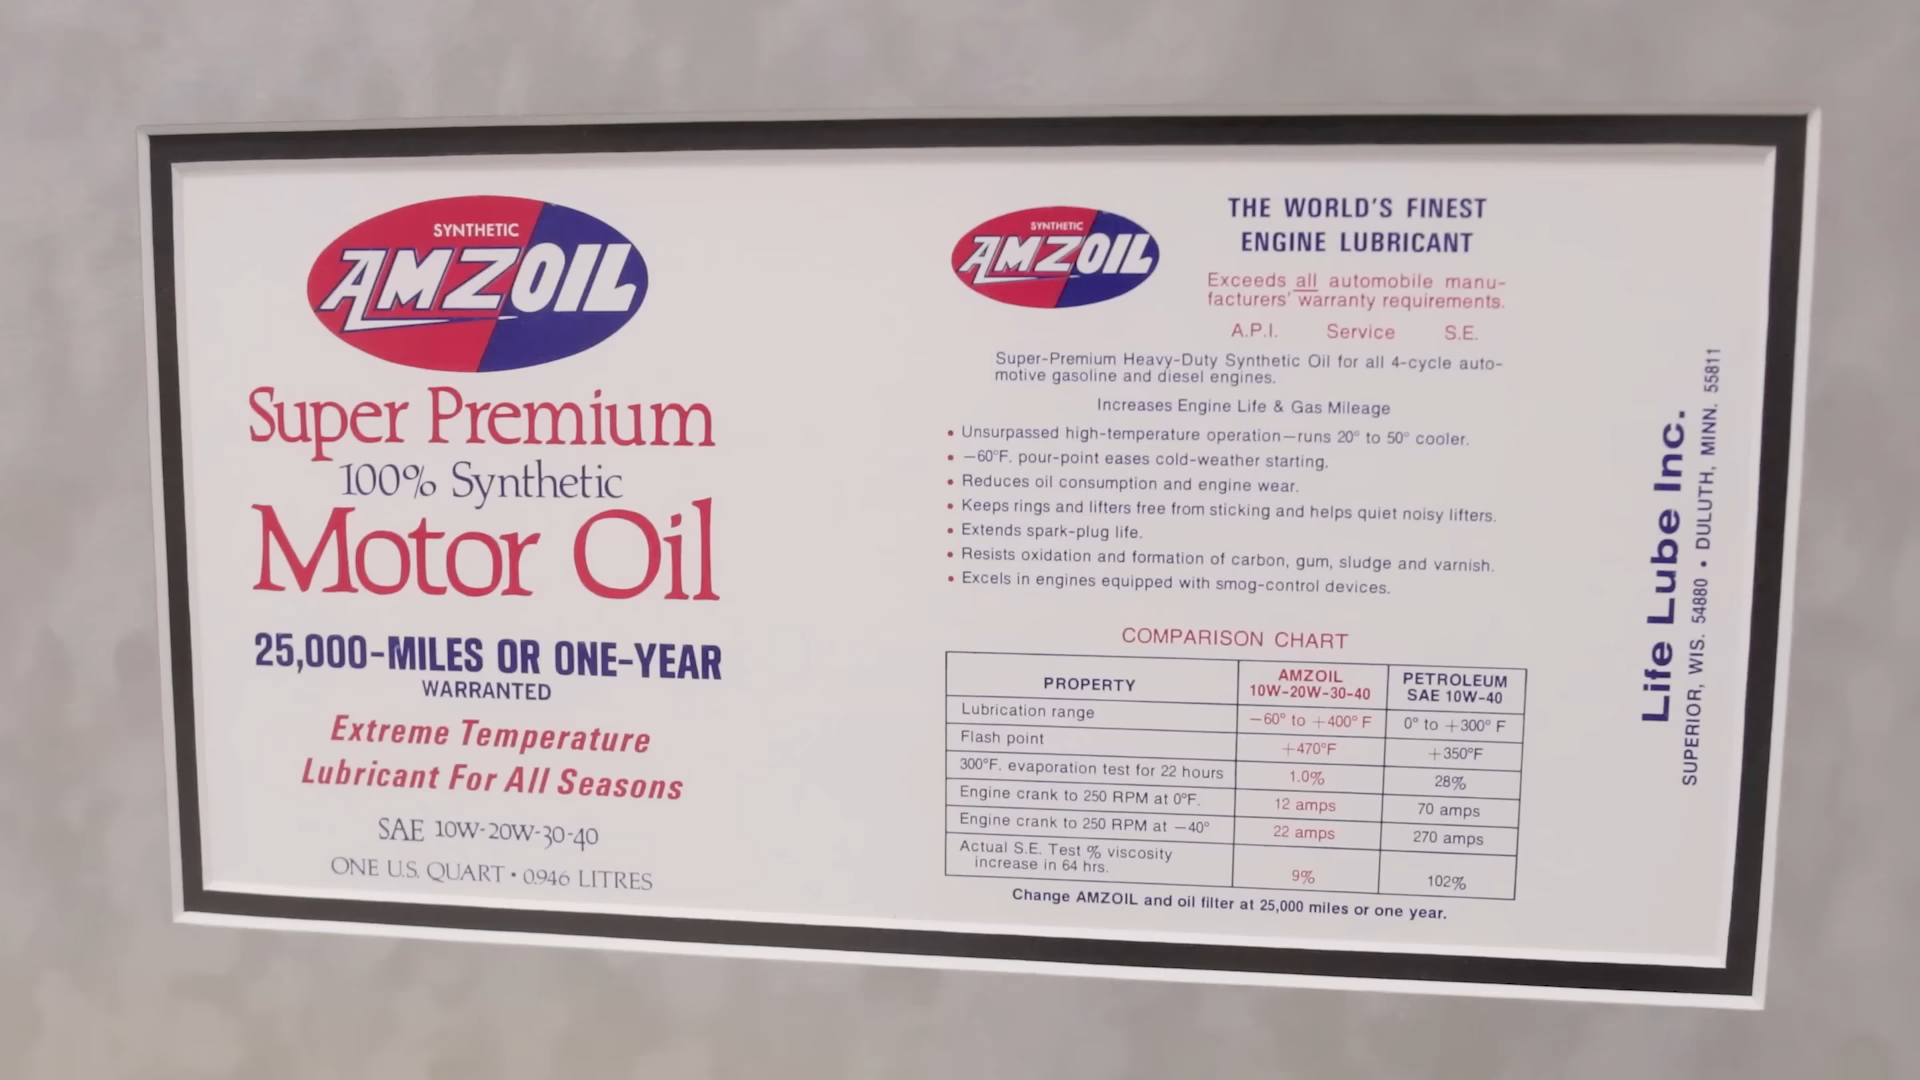 SYNTHETIC
AMZOIL
Super Premium
100% Synthetic
Motor Oil
25,000-MILES OR ONE-YEAR
WARRANTED
Extreme Temperature
Lubricant For All Seasons
SAE 10W-20W-30-40
ONE U.S. QUART • 0.946 LITRES
SYNTHETIC
AMZOIL
THE WORLD'S FINEST
ENGINE LUBRICANT
Exceeds all automobile manu-
facturers' warranty requirements.
A.P.I. Service S.E.
Super-Premium Heavy-Duty Synthetic Oil for all 4-cycle auto-
motive gasoline and diesel engines.
Increases Engine Life & Gas Mileage
• Unsurpassed high-temperature operation—runs 20° to 50° cooler.
• —60°F. pour-point eases cold-weather starting.
• Reduces oil consumption and engine wear.
• Keeps rings and lifters free from sticking and helps quiet noisy lifters.
• Extends spark-plug life.
• Resists oxidation and formation of carbon, gum, sludge and varnish.
• Excels in engines equipped with smog-control devices.
COMPARISON CHART
PROPERTY AMZOIL 10W-20W-30-40 PETROLEUM SAE 10W-40
Lubrication range —60° to +400° F 0° to +300° F
Flash point +470°F +350°F
300°F. evaporation test for 22 hours 1.0% 28%
Engine crank to 250 RPM at 0°F. 12 amps 70 amps
Engine crank to 250 RPM at —40° 22 amps 270 amps
Actual S.E. Test % viscosity
increase in 64 hrs. 9% 102%
Change AMZOIL and oil filter at 25,000 miles or one year.
Life Lube Inc.
SUPERIOR, WIS. 54880 • DULUTH, MINN. 55811